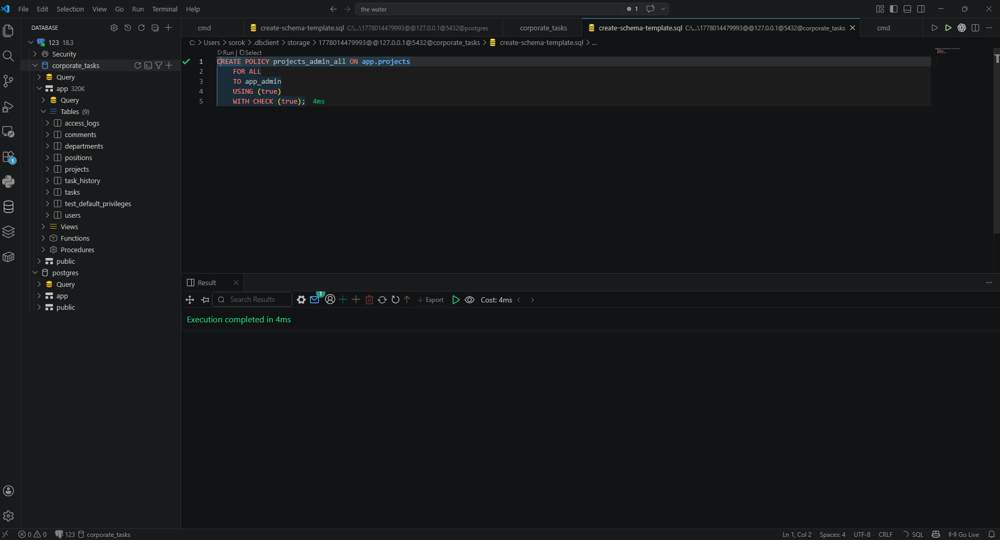 File Edit Selection View Go Run Terminal Help
the water
1
DATABASE
cmd
create-schema-template.sql C:\...\1778014479993@@127.0.0.1@5432@postgres
corporate_tasks
create-schema-template.sql C:\...\1778014479993@@127.0.0.1@5432@corporate_tasks
cmd
C: > Users > sorok > .dbclient > storage > 1778014479993@@127.0.0.1@5432@corporate_tasks > create-schema-template.sql > ...
123 18.3
Security
corporate_tasks
Query
app 320K
Query
Tables (9)
access_logs
comments
departments
positions
projects
task_history
tasks
test_default_privileges
users
Views
Functions
Procedures
public
postgres
Query
app
public
1
Run | Select
1 CREATE POLICY projects_admin_all ON app.projects
2 FOR ALL
3 TO app_admin
4 USING (true)
5 WITH CHECK (true); 4ms
Result
Search Results
1
Export
Cost: 4ms
Execution completed in 4ms
0 0 123 corporate_tasks
Ln 1, Col 2 Spaces: 4 UTF-8 CRLF SQL Go Live